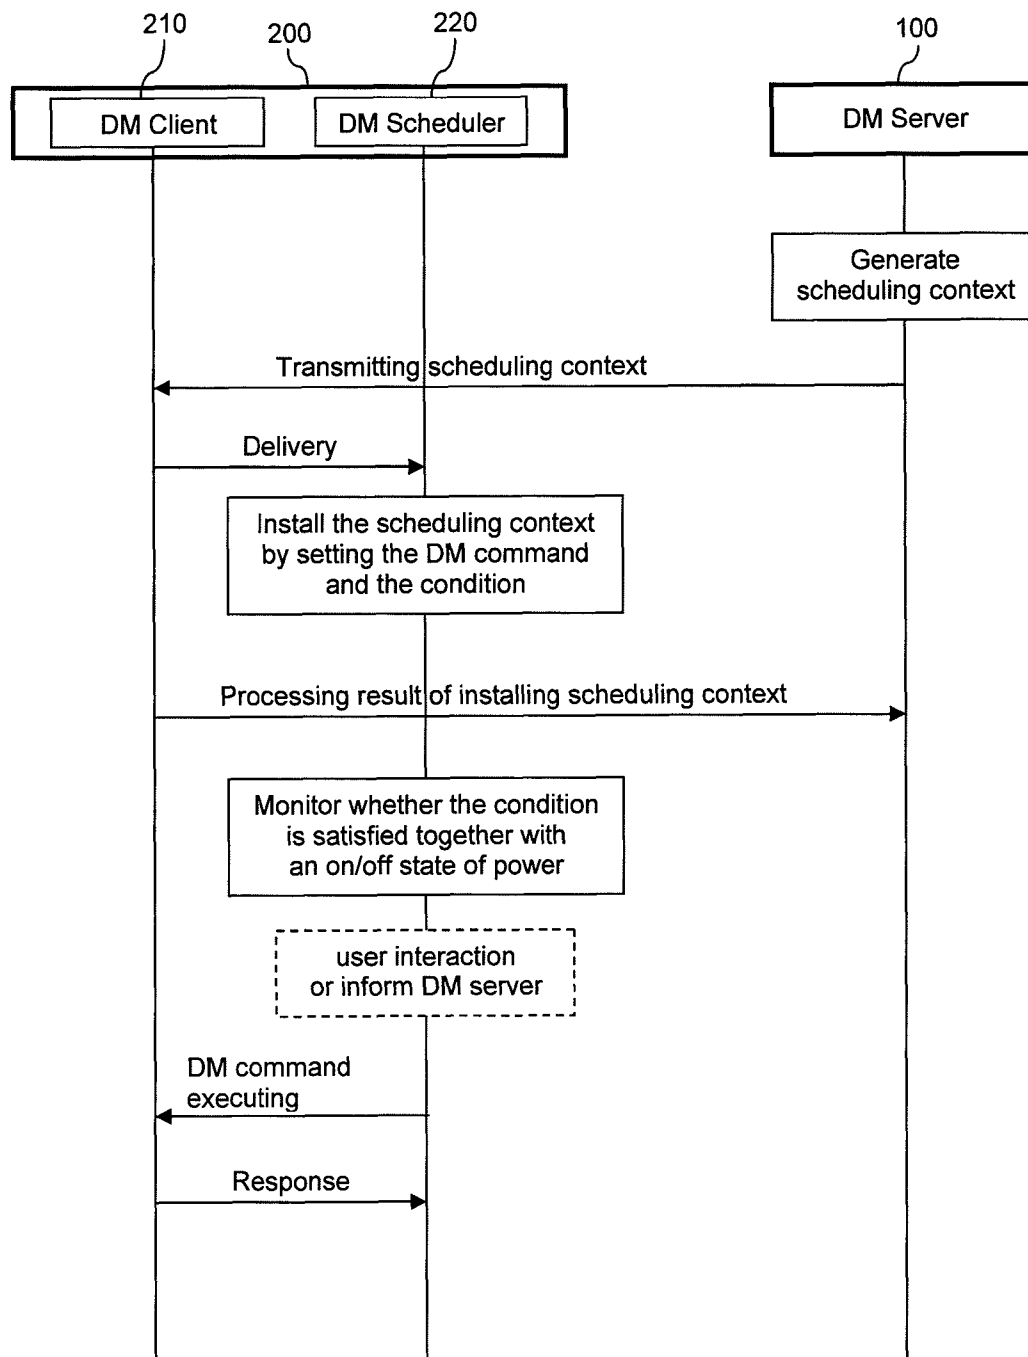 210
200
220
100
DM Client
DM Scheduler
DM Server
Generate
scheduling context
Transmitting scheduling context
Delivery
Install the scheduling context
by setting the DM command
and the condition
Processing result of installing scheduling context
Monitor whether the condition
is satisfied together with
an on/off state of power
user interaction
or inform DM server
DM command
executing
Response